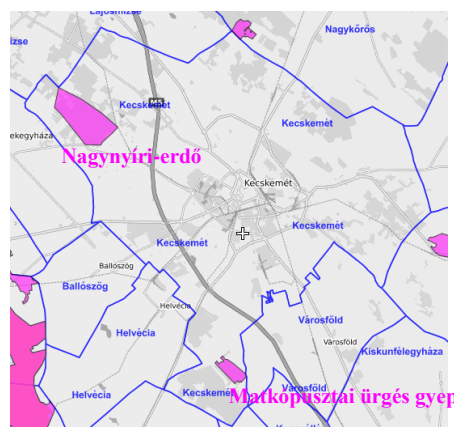 Lajosmizse
Nagykőrös
Kecskemét
M5
Kecskemét
Nagynyíri-erdő
Kecskemét
Kecskemét
Kecskemét
Ballószög
Ballószög
Helvécia
Helvécia
Városföld
Városföld
Kiskunfélegyháza
Helvécia
Kecskemét
Városföld
Matkópusztai ürgés gyep